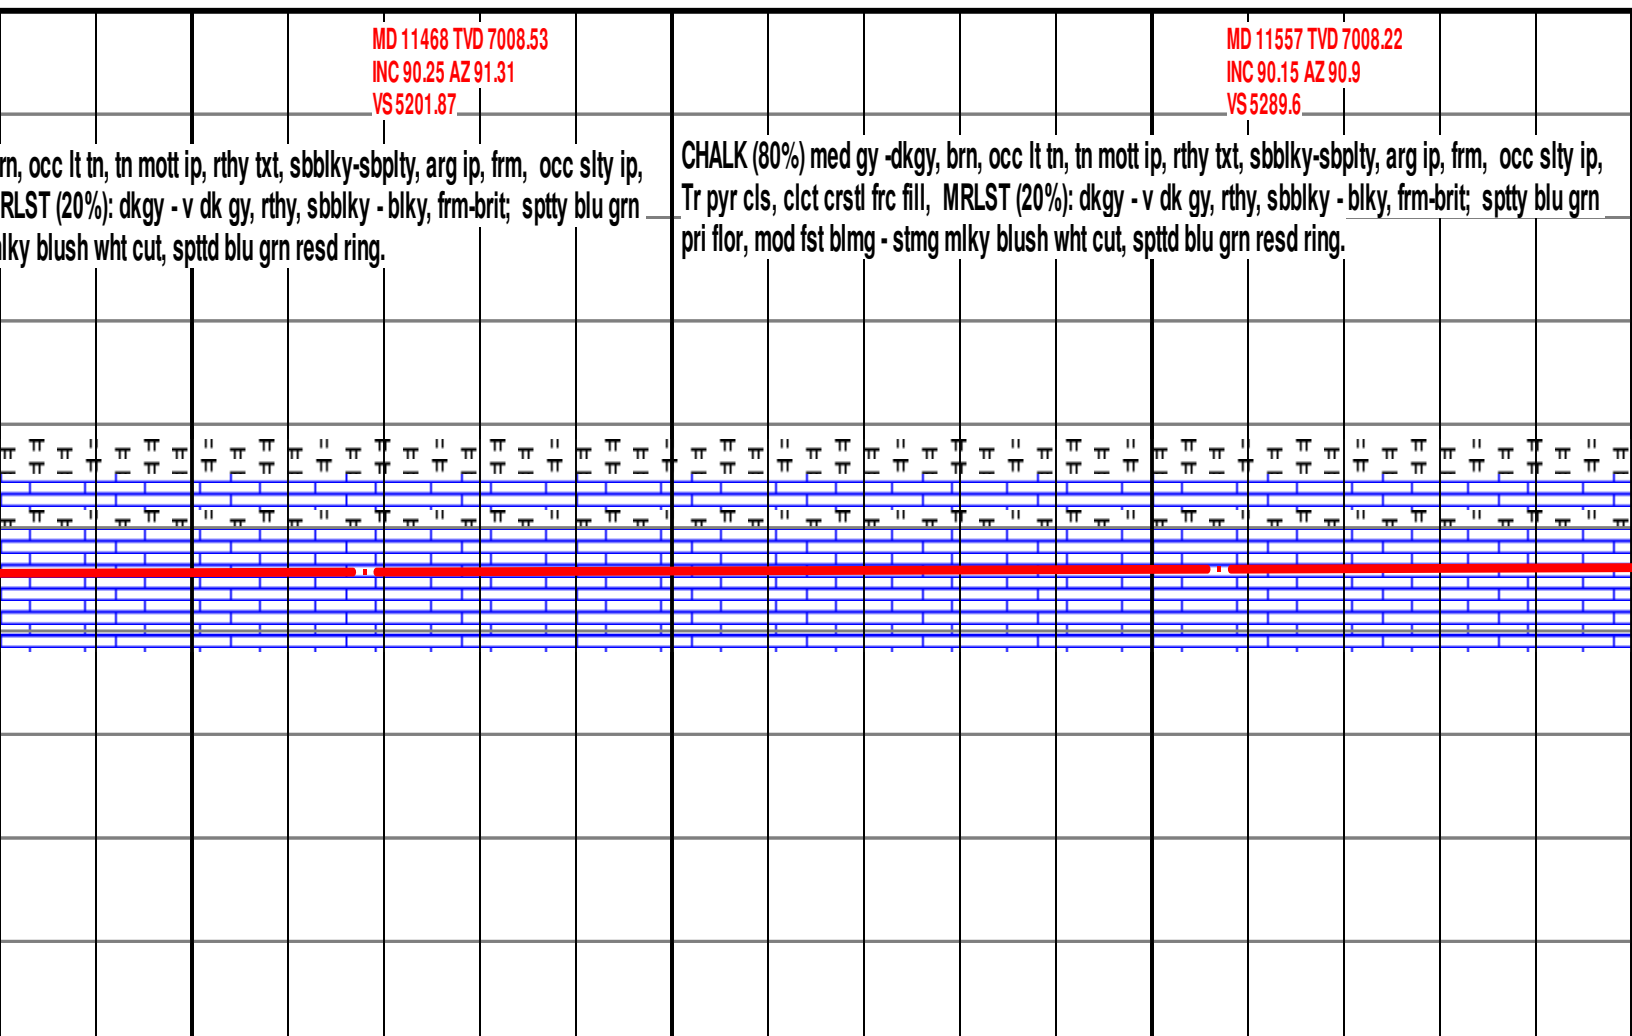 MD 11468 TVD 7008.53
INC 90.25 AZ 91.31
VS 5201.87
MD 11557 TVD 7008.22
INC 90.15 AZ 90.9
VS 5289.6
rn, occ lt tn, tn mott ip, rthy txt, sbblky-sbplty, arg ip, frm, occ slty ip,
RLST (20%): dkgy - v dk gy, rthy, sbblky - blky, frm-brit; sptty blu grn
lky blush wht cut, spttd blu grn resd ring.
CHALK (80%) med gy -dkgy, brn, occ lt tn, tn mott ip, rthy txt, sbblky-sbplty, arg ip, frm, occ slty ip,
Tr pyr cls, clct crstl frc fill, MRLST (20%): dkgy - v dk gy, rthy, sbblky - blky, frm-brit; sptty blu grn
pri flor, mod fst blmg - stmg mlky blush wht cut, spttd blu grn resd ring.